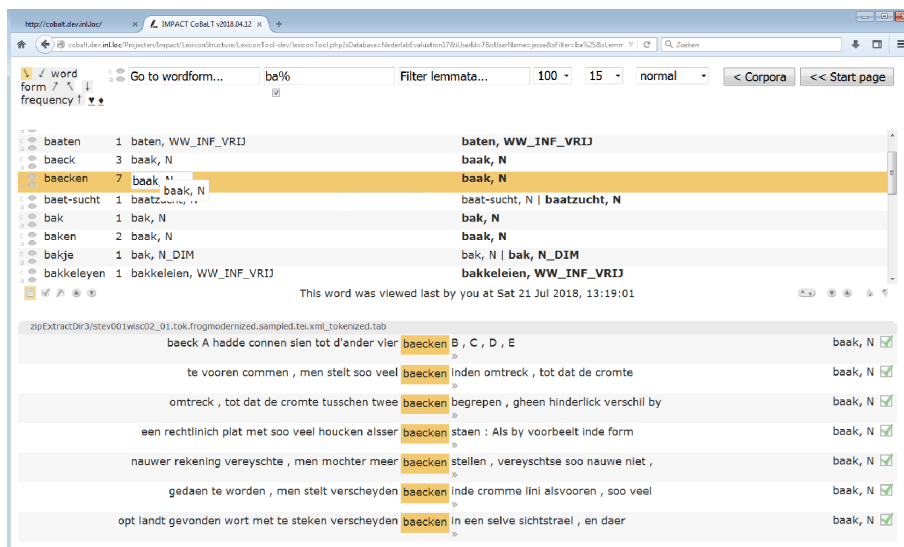 http://cobalt.dev.inl.loc/ × IMPACT CoBaLT v2018.04.12 × +
cobalt.dev.inl.loc/Projecten/Impact/LexiconStructure/LexiconTool-dev/lexiconTool.php?sDatabase=NederlabEvaluation17&iUserId=7&sUserName=jesse&sFilter=ba%25&sLemm Zoeken
word form frequency Go to wordform... ba% Filter lemmata... 100 15 normal < Corpora << Start page
baaten 1 baten, WW_INF_VRIJ baten, WW_INF_VRIJ
baeck 3 baak, N baak, N
baecken 7 baak, N baak, N
baak, N
baet-sucht 1 baatzucht, N baat-sucht, N | baatzucht, N
bak 1 bak, N bak, N
baken 2 baak, N baak, N
bakje 1 bak, N_DIM bak, N | bak, N_DIM
bakkeleyen 1 bakkeleien, WW_INF_VRIJ bakkeleien, WW_INF_VRIJ
This word was viewed last by you at Sat 21 Jul 2018, 13:19:01
zipExtractDir3/stev001wisc02_01.tok.frogmodernized.sampled.tei.xml_tokenized.tab
baeck A hadde connen sien tot d'ander vier baecken B , C , D , E baak, N
»
te vooren commen , men stelt soo veel baecken inden omtreck , tot dat de cromte baak, N
»
omtreck , tot dat de cromte tusschen twee baecken begrepen , gheen hinderlick verschil by baak, N
»
een rechtlinich plat met soo veel houcken alsser baecken staen : Als by voorbeelt inde form baak, N
»
nauwer rekening vereyschte , men mochter meer baecken stellen , vereyschtse soo nauwe niet , baak, N
»
gedaen te worden , men stelt verscheyden baecken inde cromme lini alsvooren , soo veel baak, N
»
opt landt gevonden wort met te steken verscheyden baecken in een selve sichtstrael , en daer baak, N
»